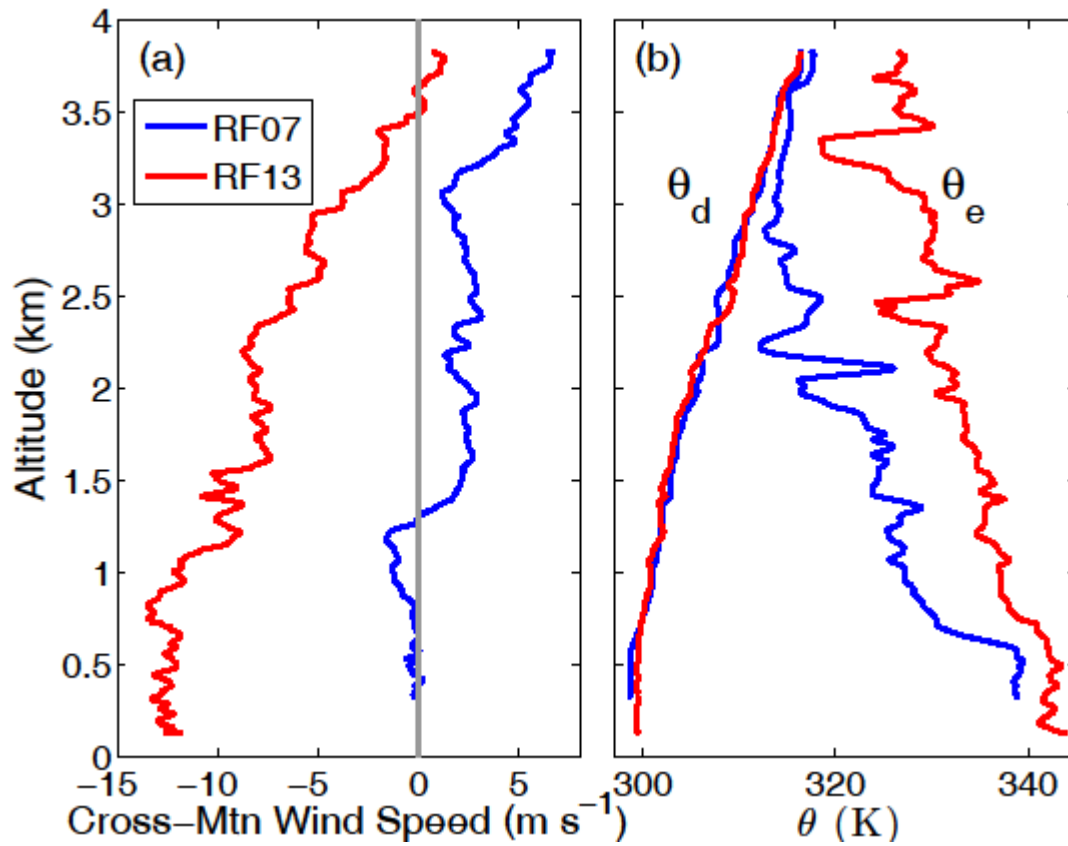 (a)
(b)
RF07
RF13
θd
θe
4
3.5
3
2.5
2
1.5
1
0.5
0
Altitude (km)
−15 −10 −5 0 5
300 320 340
Cross−Mtn Wind Speed (m s−1)
θ (K)